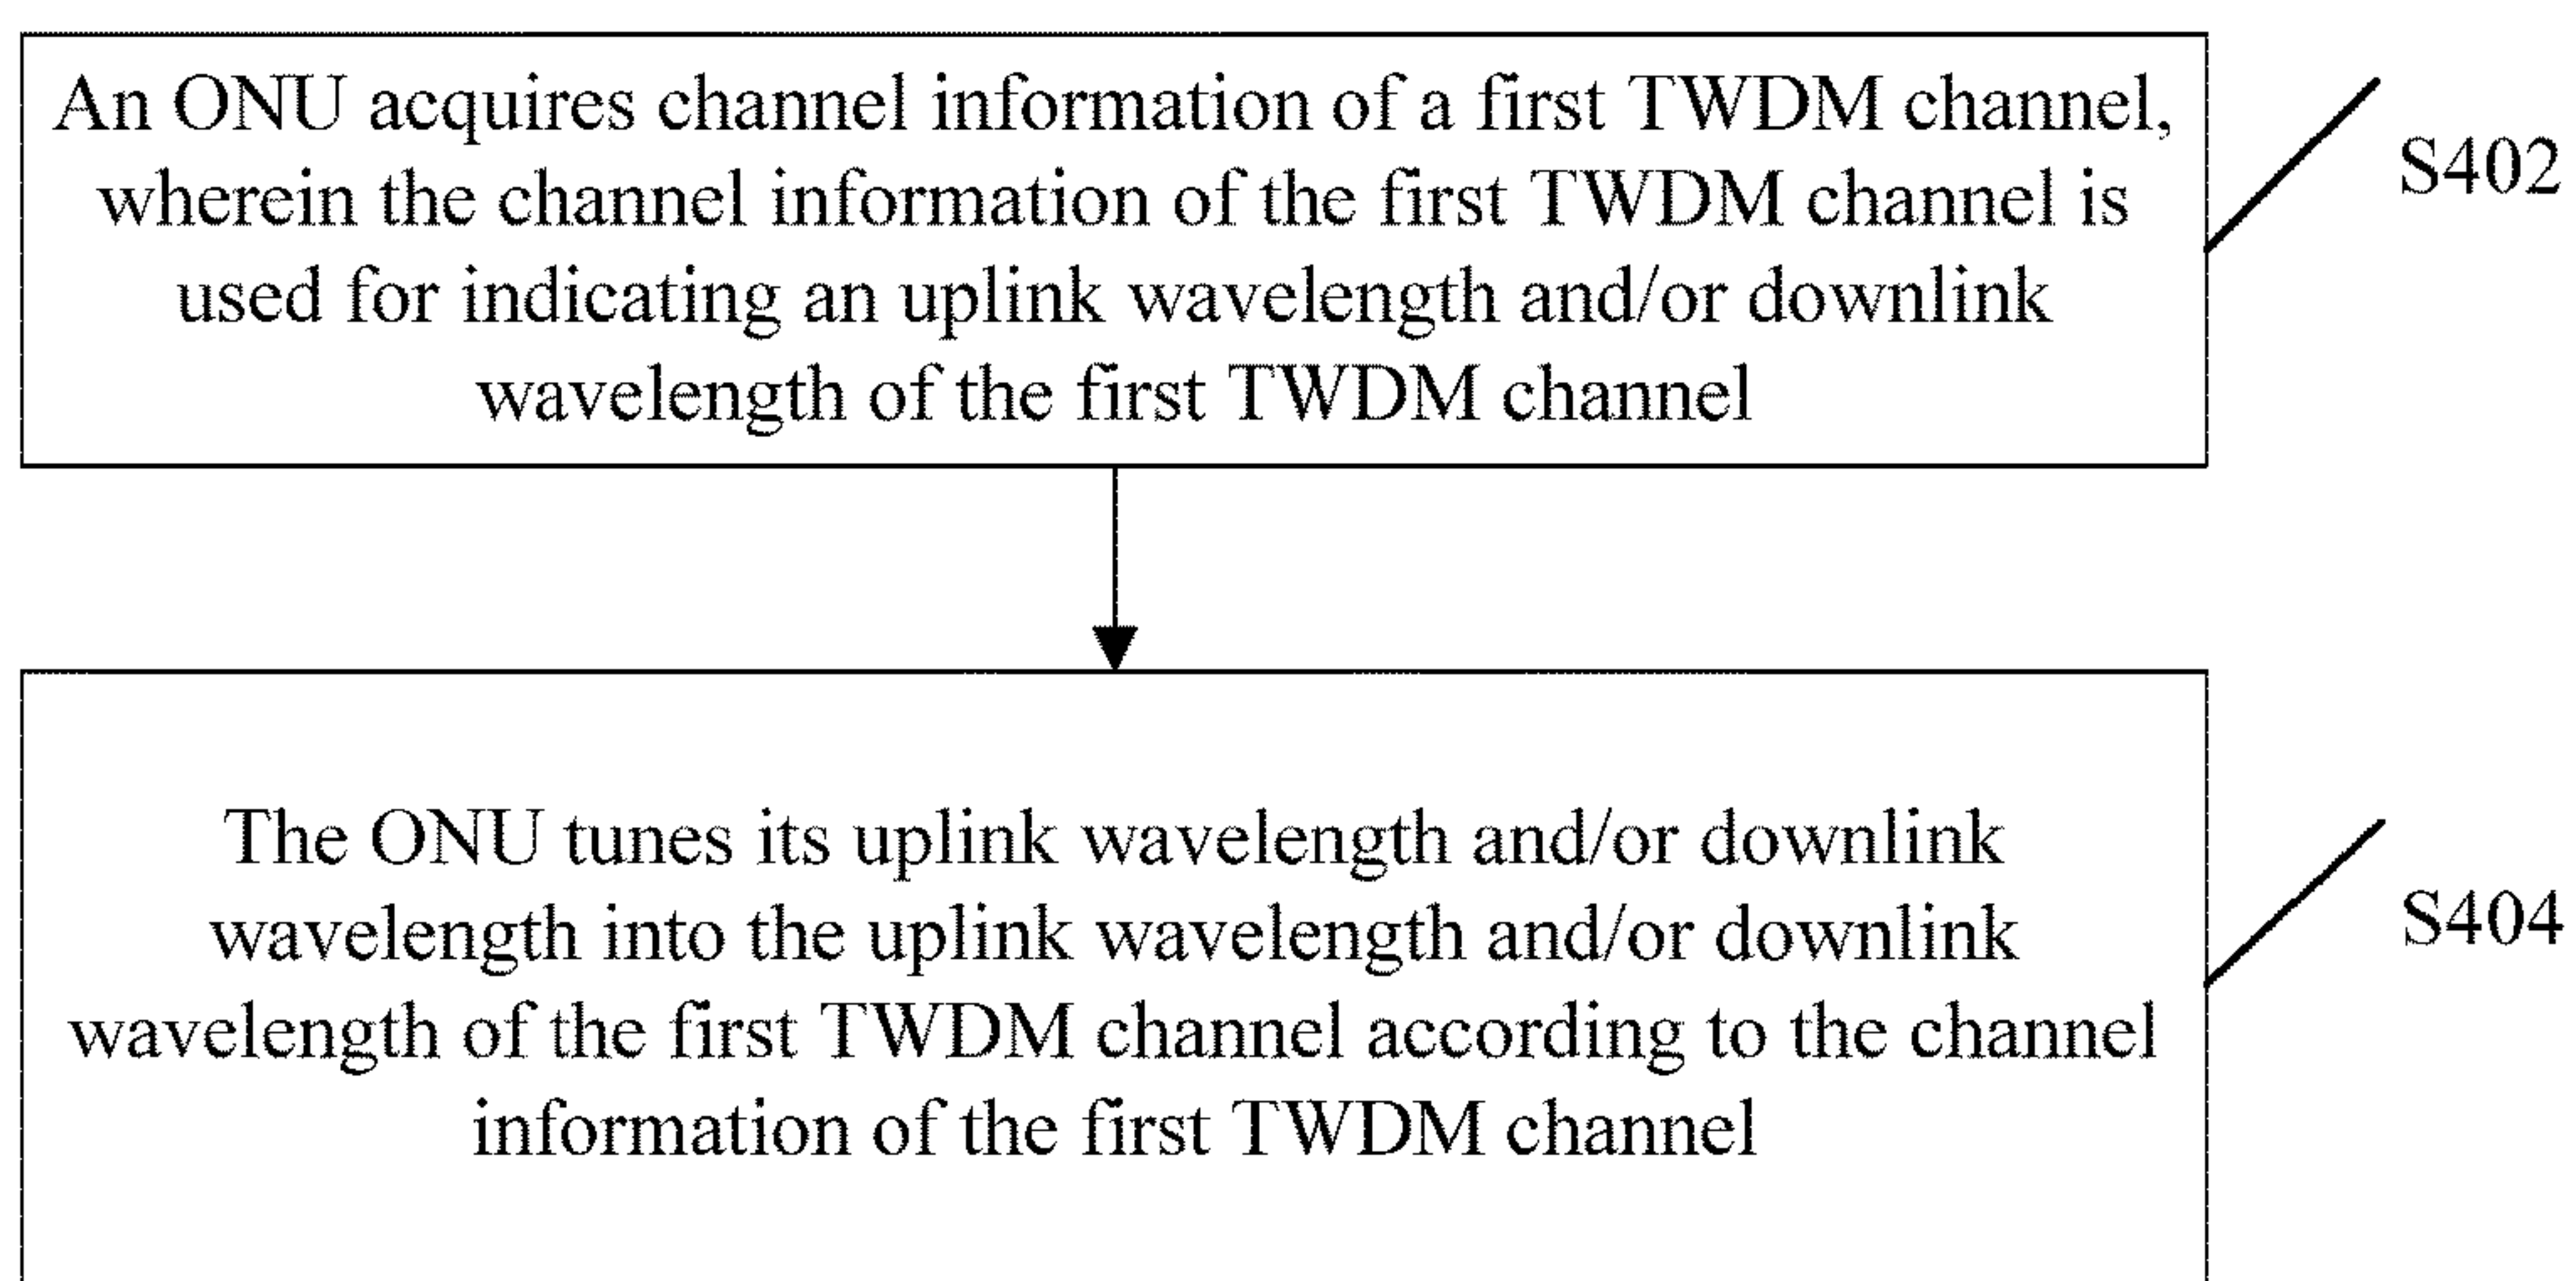 An ONU acquires channel information of a first TWDM channel,
wherein the channel information of the first TWDM channel is
used for indicating an uplink wavelength and/or downlink
wavelength of the first TWDM channel
S402
The ONU tunes its uplink wavelength and/or downlink
wavelength into the uplink wavelength and/or downlink
wavelength of the first TWDM channel according to the channel
information of the first TWDM channel
S404